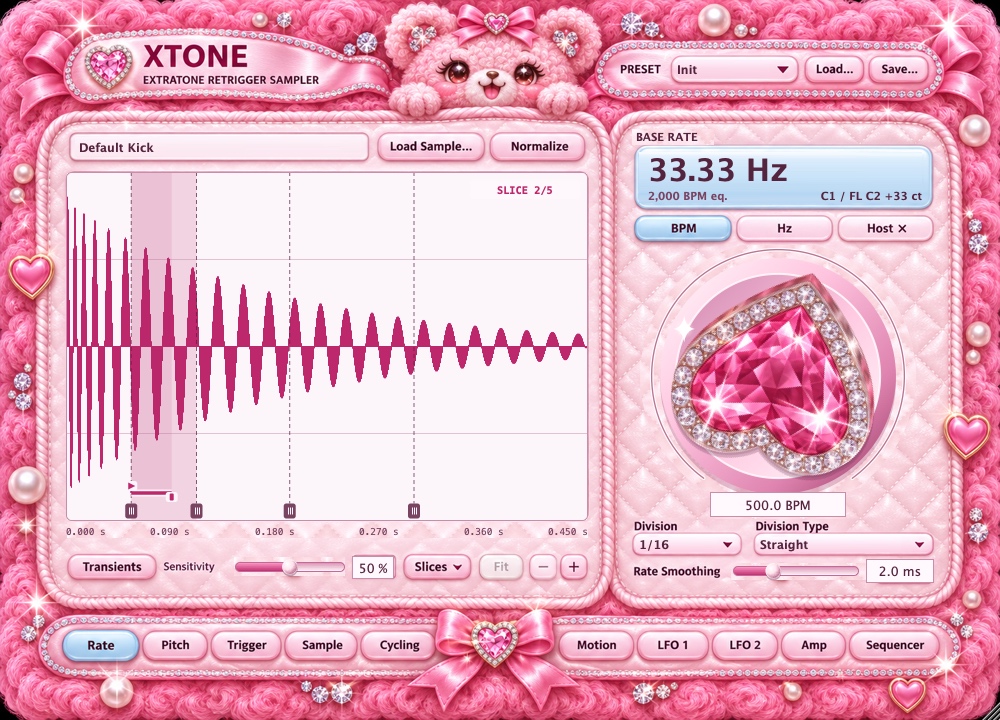 XTONE
EXTRATONE RETRIGGER SAMPLER
PRESET Init Load... Save...
Default Kick Load Sample... Normalize
SLICE 2/5
0.000 s 0.090 s 0.180 s 0.270 s 0.360 s 0.450 s
Transients Sensitivity 50 % Slices Fit − +
BASE RATE
33.33 Hz
2,000 BPM eq. C1 / FL C2 +33 ct
BPM Hz Host ×
500.0 BPM
Division Division Type
1/16 Straight
Rate Smoothing 2.0 ms
Rate Pitch Trigger Sample Cycling Motion LFO 1 LFO 2 Amp Sequencer